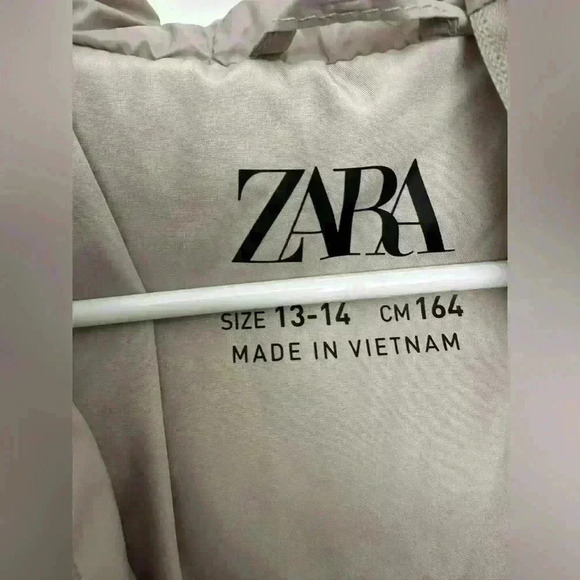 ZARA
SIZE 13-14 CM 164
MADE IN VIETNAM